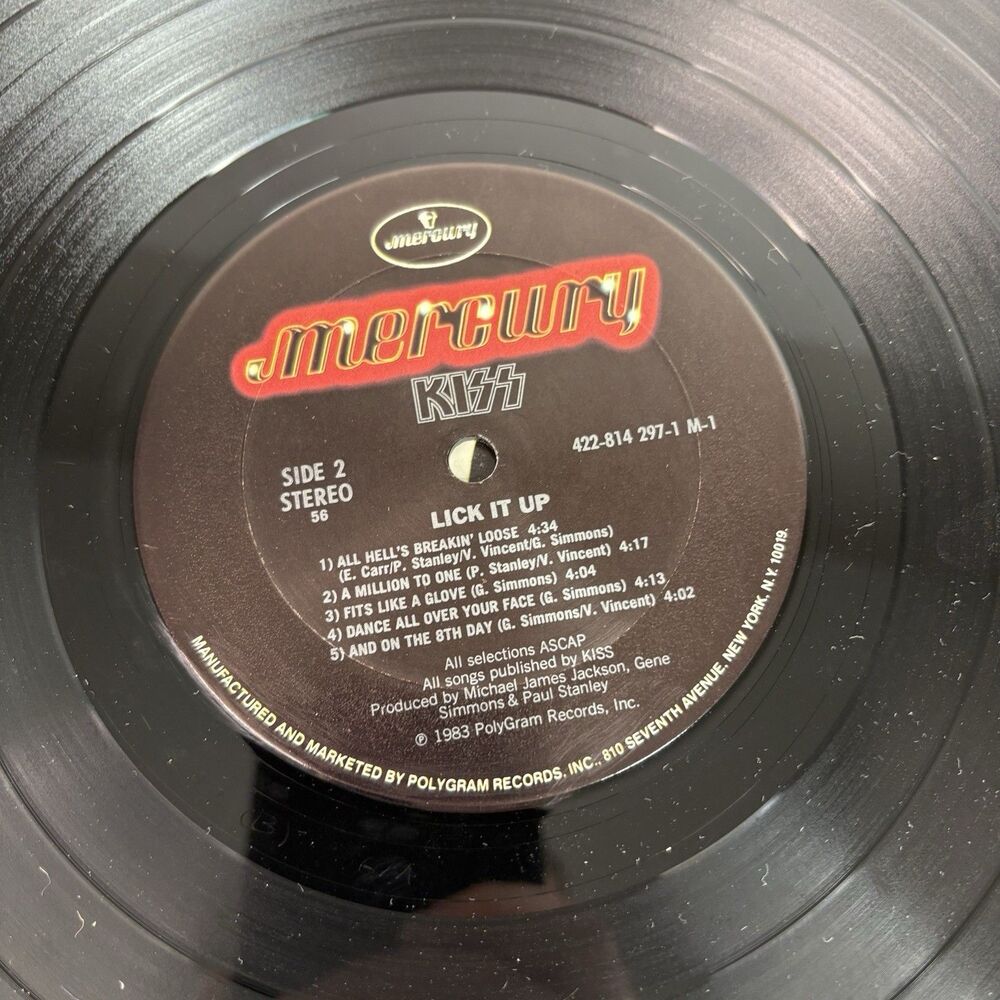 mercury
mercury
KISS
422-814 297-1 M-1
SIDE 2
STEREO
56
LICK IT UP
1) ALL HELL'S BREAKIN' LOOSE 4:34
(E. Carr/P. Stanley/V. Vincent/G. Simmons)
2) A MILLION TO ONE (P. Stanley/V. Vincent) 4:17
3) FITS LIKE A GLOVE (G. Simmons) 4:04
4) DANCE ALL OVER YOUR FACE (G. Simmons) 4:13
5) AND ON THE 8TH DAY (G. Simmons/V. Vincent) 4:02
All selections ASCAP
All songs published by KISS
Produced by Michael James Jackson, Gene
Simmons & Paul Stanley
℗ 1983 PolyGram Records, Inc.
MANUFACTURED AND MARKETED BY POLYGRAM RECORDS, INC., 810 SEVENTH AVENUE, NEW YORK, N.Y. 10019.